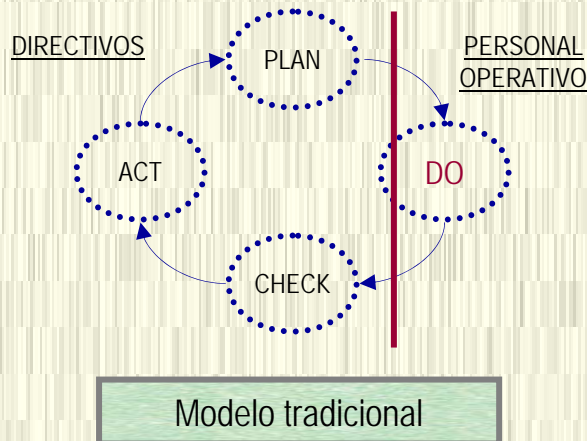 DIRECTIVOS
PLAN
PERSONAL
OPERATIVO
ACT
DO
CHECK
Modelo tradicional